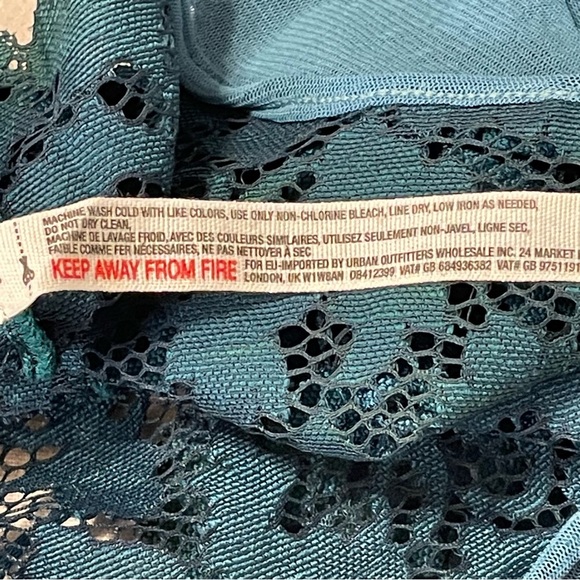 MACHINE WASH COLD WITH LIKE COLORS, USE ONLY NON-CHLORINE BLEACH, LINE DRY, LOW IRON AS NEEDED,
DO NOT DRY CLEAN,
MACHINE DE LAVAGE FROID, AVEC DES COULEURS SIMILAIRES, UTILISEZ SEULEMENT NON-JAVEL, LIGNE SEC,
FAIBLE COMME FER NÉCESSAIRES, NE PAS NETTOYER À SEC
KEEP AWAY FROM FIRE
FOR EU-IMPORTED BY URBAN OUTFITTERS WHOLESALE INC. 24 MARKET
LONDON, UK W1W8AN 08412399 VAT# GB 684936382 VAT# GB 9751191